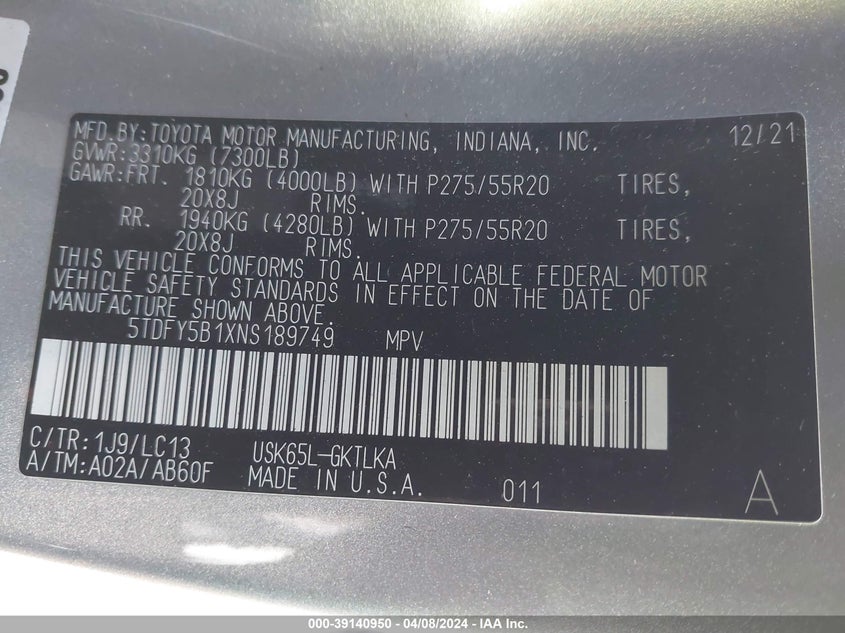 MFD.BY:TOYOTA MOTOR MANUFACTURING, INDIANA, INC. 12/21
GVWR:3310KG (7300LB)
GAWR:FRT. 1810KG (4000LB) WITH P275/55R20 TIRES,
20X8J RIMS.
RR. 1940KG (4280LB) WITH P275/55R20 TIRES,
20X8J RIMS.
THIS VEHICLE CONFORMS TO ALL APPLICABLE FEDERAL MOTOR
VEHICLE SAFETY STANDARDS IN EFFECT ON THE DATE OF
MANUFACTURE SHOWN ABOVE.
5TDFY5B1XNS189749 MPV
C/TR:1J9/LC13 USK65L-GKTLKA
A/TM:A02A/AB60F MADE IN U.S.A. 011 A
000-39140950 - 04/08/2024 - IAA Inc.